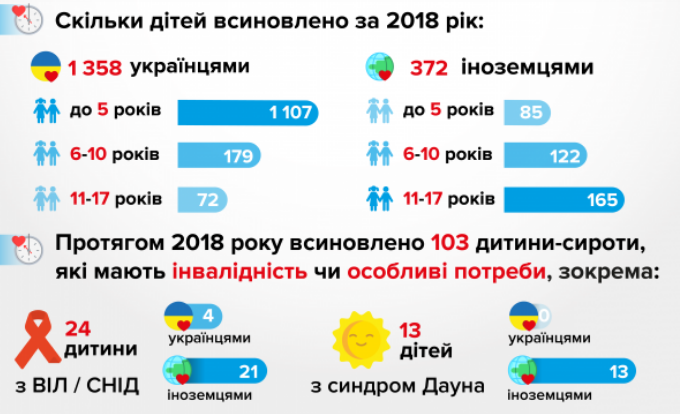 Скільки дітей всиновлено за 2018 рік:
1 358 українцями
372 іноземцями
до 5 років 1 107
до 5 років 85
6-10 років 179
6-10 років 122
11-17 років 72
11-17 років 165
Протягом 2018 року всиновлено 103 дитини-сироти,
які мають інвалідність чи особливі потреби, зокрема:
24
дитини
з ВІЛ / СНІД
4
українцями
21
іноземцями
13
дітей
з синдром Дауна
0
українцями
13
іноземцями